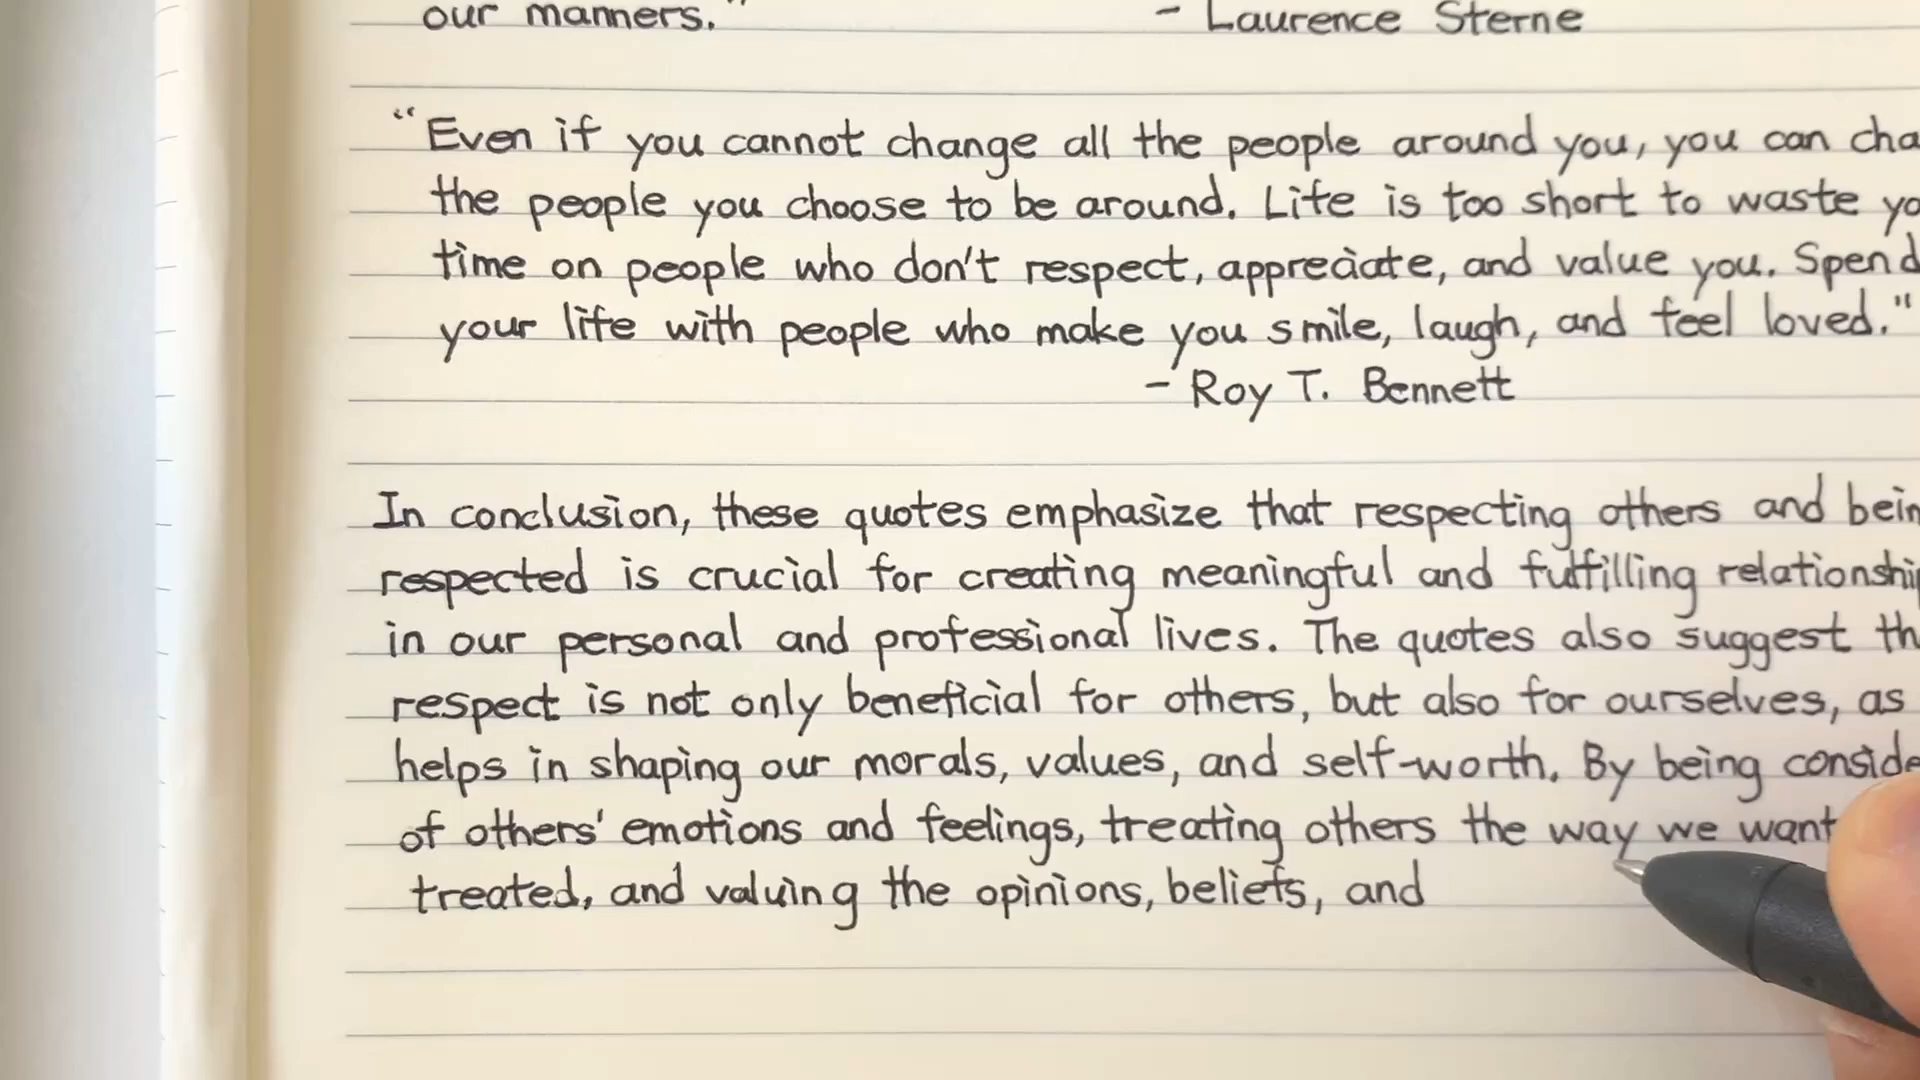 our manners."
- Laurence Sterne
"Even if you cannot change all the people around you, you can cha
the people you choose to be around. Life is too short to waste yo
time on people who don't respect, appreciate, and value you. Spend
your life with people who make you smile, laugh, and feel loved."
- Roy T. Bennett
In conclusion, these quotes emphasize that respecting others and bein
respected is crucial for creating meaningful and fulfilling relationshi
in our personal and professional lives. The quotes also suggest th
respect is not only beneficial for others, but also for ourselves, as
helps in shaping our morals, values, and self-worth. By being conside
of others' emotions and feelings, treating others the way we want
treated, and valuing the opinions, beliefs, and